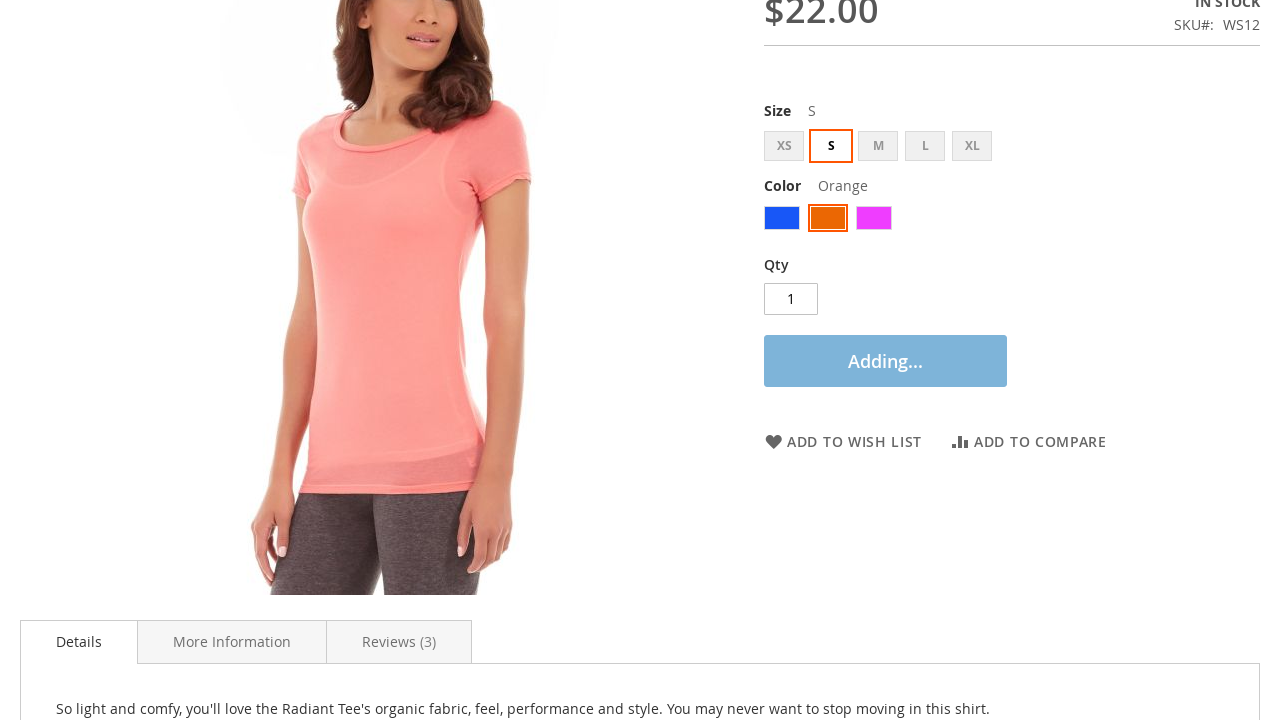 $22.00
IN STOCK
SKU#: WS12
Size S
XS S M L XL
Color Orange
Qty
1
Adding...
ADD TO WISH LIST ADD TO COMPARE
Details More Information Reviews (3)
So light and comfy, you'll love the Radiant Tee's organic fabric, feel, performance and style. You may never want to stop moving in this shirt.